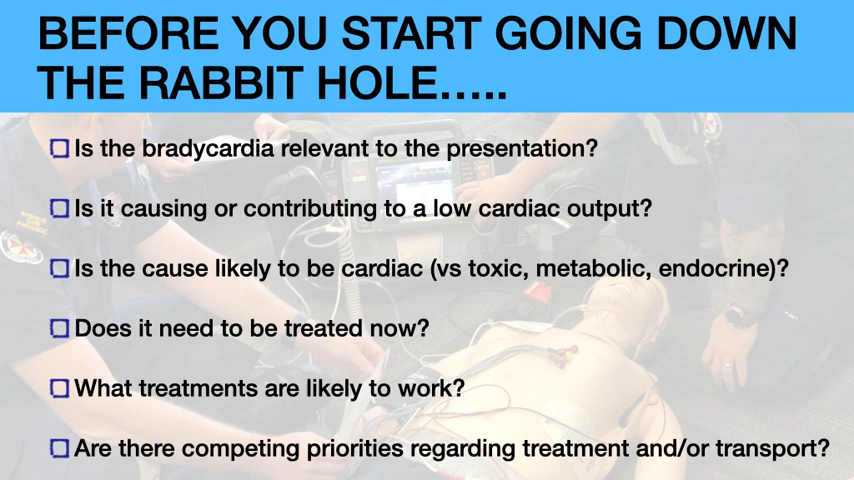 BEFORE YOU START GOING DOWN
THE RABBIT HOLE.....
Is the bradycardia relevant to the presentation?
Is it causing or contributing to a low cardiac output?
Is the cause likely to be cardiac (vs toxic, metabolic, endocrine)?
Does it need to be treated now?
What treatments are likely to work?
Are there competing priorities regarding treatment and/or transport?